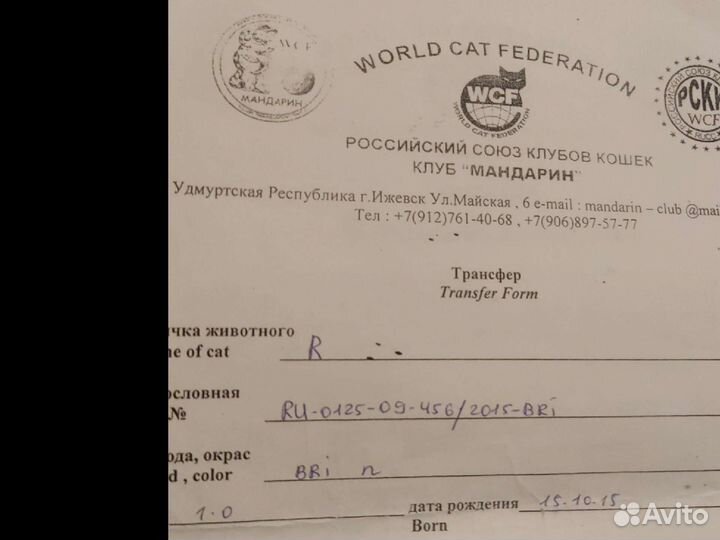 WCF
МАНДАРИН
WORLD CAT FEDERATION
WCF
WORLD CAT FEDERATION
WCF
РОССИЙСКИЙ СОЮЗ КЛУБОВ КОШЕК
КЛУБ "МАНДАРИН"
Удмуртская Республика г.Ижевск Ул.Майская , 6 e-mail : mandarin – club @mai
Тел : +7(912)761-40-68 , +7(906)897-57-77
Трансфер
Transfer Form
чка животного
e of cat R
ословная
№ RU-0125-09-456/2015-BRi
ода, окрас
d , color BRi n
1.0 дата рождения 15-10-15
Born
Avito